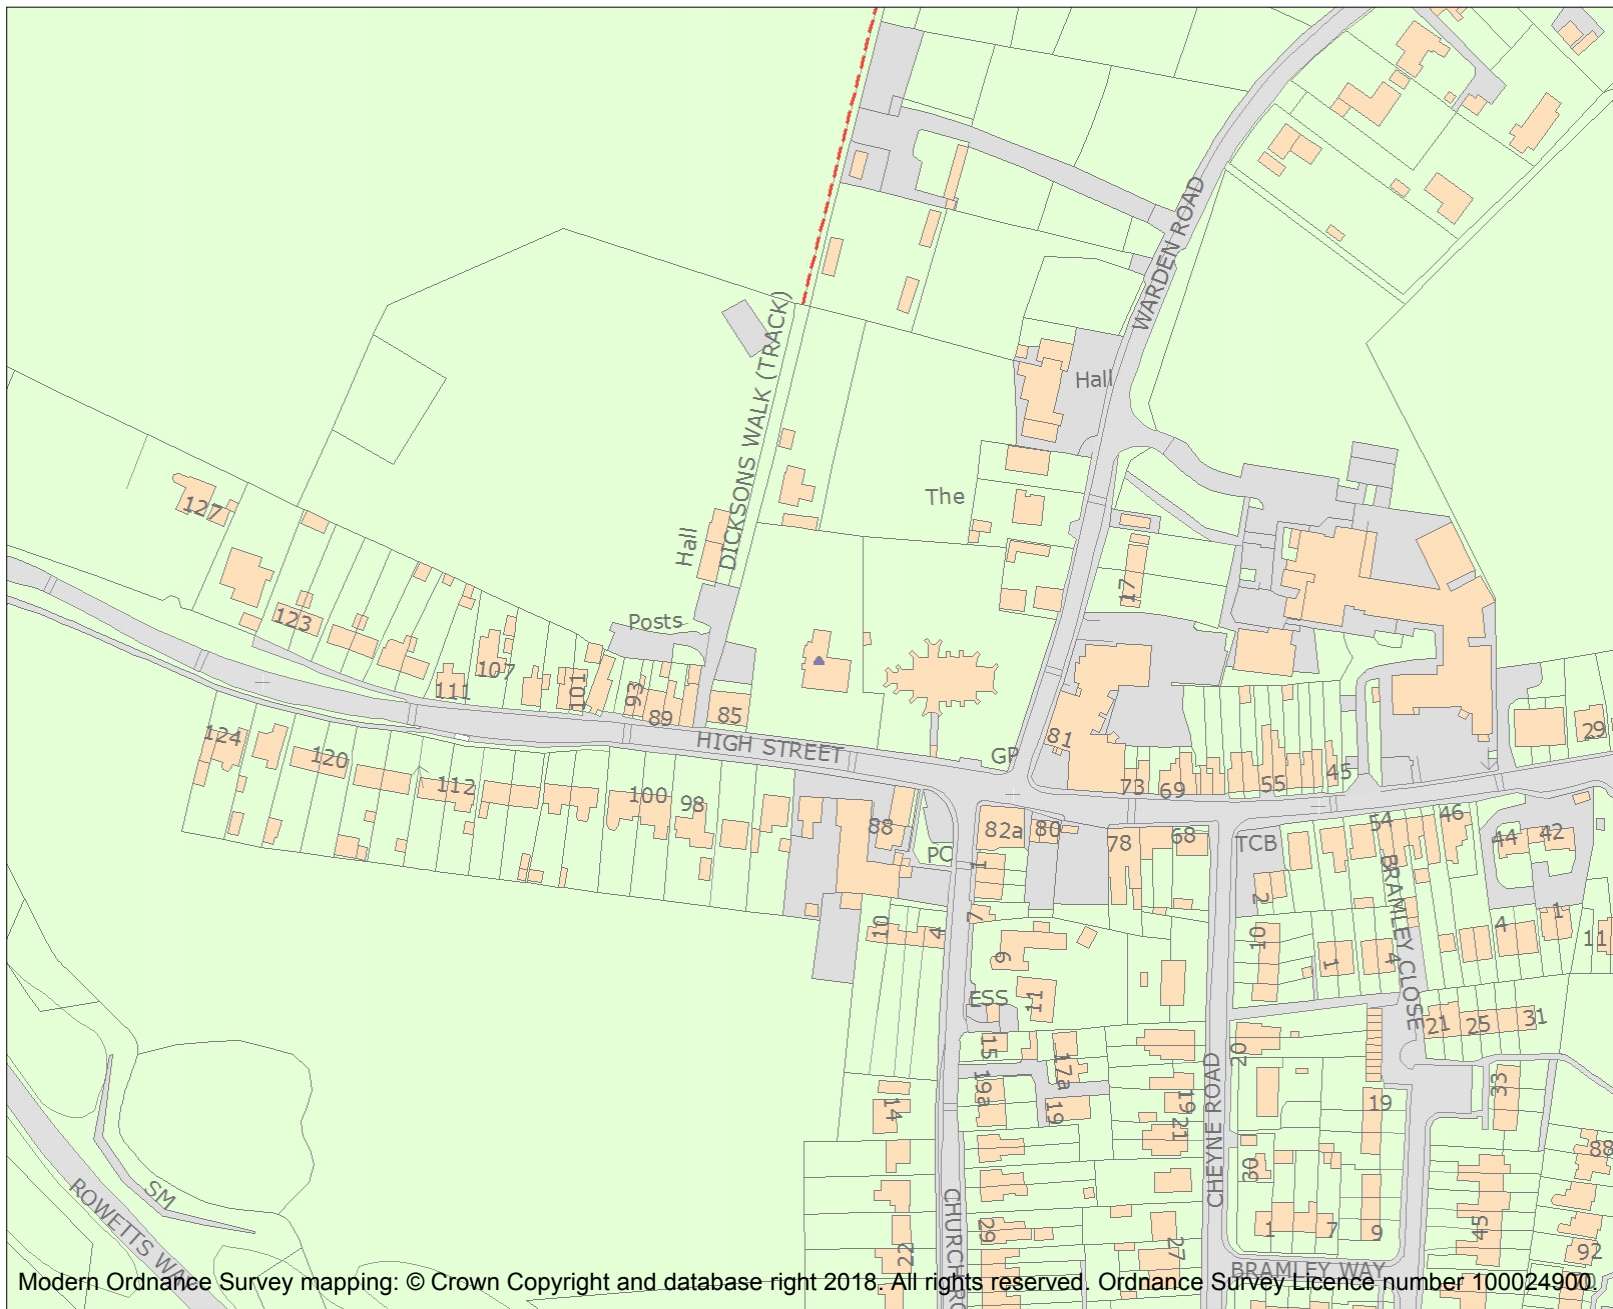 WARDEN ROAD
Hall
DICKSONS WALK (TRACK)
The
127
Hall
17
123
Posts
107
111
101
93
89
85
81
29
124
HIGH STREET
GP
120
112
100
98
73
69
55
45
88
82a
80
78
68
TCB
54
46
44
42
PC
1
2
7
10
4
10
1
4
BRAMLEY CLOSE
4
1
11
9
ESS
11
21
25
31
15
17a
20
19a
19
14
19
21
CHEYNE ROAD
19
33
88
30
SM
ROWETTS WA
CHURCH RO
29
27
22
1
7
9
45
92
BRAMLEY WAY
Modern Ordnance Survey mapping: © Crown Copyright and database right 2018. All rights reserved. Ordnance Survey Licence number 100024900.